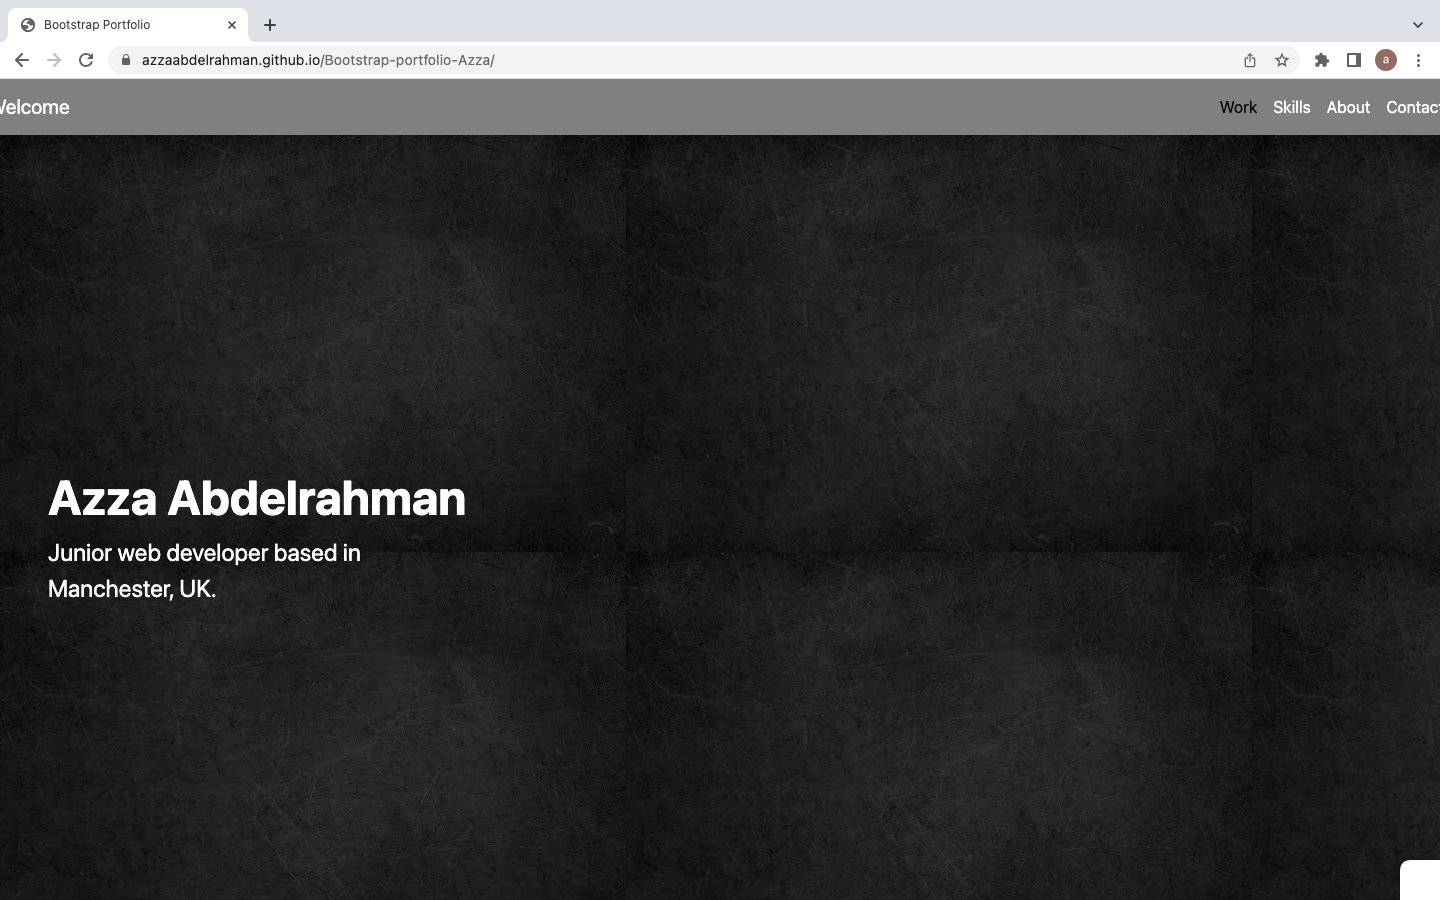 Bootstrap Portfolio
azzaabdelrahman.github.io/Bootstrap-portfolio-Azza/
a
Welcome
Work Skills About Contact
Azza Abdelrahman
Junior web developer based in
Manchester, UK.